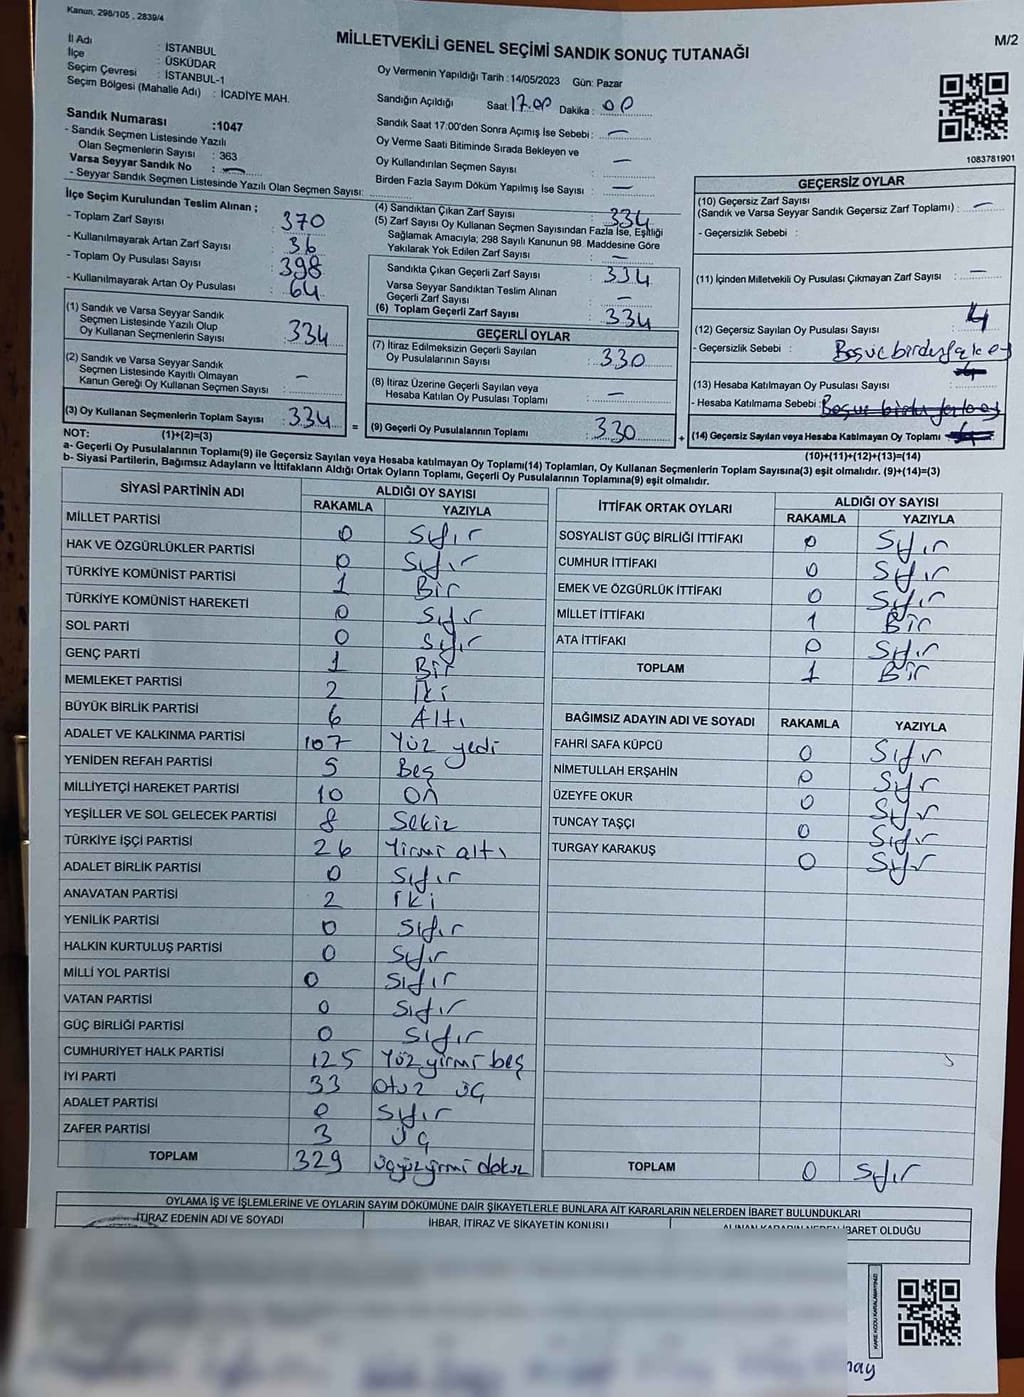 Kanun, 298/105 , 2839/4
MİLLETVEKİLİ GENEL SEÇİMİ SANDIK SONUÇ TUTANAĞI
M/2
İl Adı : İSTANBUL
İlçe : ÜSKÜDAR
Seçim Çevresi : İSTANBUL-1
Seçim Bölgesi (Mahalle Adı) : İCADİYE MAH.
Sandık Numarası :1047
- Sandık Seçmen Listesinde Yazılı
Olan Seçmenlerin Sayısı : 363
Varsa Seyyar Sandık No : —
- Seyyar Sandık Seçmen Listesinde Yazılı Olan Seçmen Sayısı:
Oy Vermenin Yapıldığı Tarih :14/05/2023 Gün: Pazar
Sandığın Açıldığı Saat 17.00 Dakika : 00
Sandık Saat 17:00'den Sonra Açımış İse Sebebi : —
Oy Verme Saati Bitiminde Sırada Bekleyen ve
Oy Kullandırılan Seçmen Sayısı : —
Birden Fazla Sayım Döküm Yapılmış İse Sayısı : —
1083781901
İlçe Seçim Kurulundan Teslim Alınan ;
- Toplam Zarf Sayısı : 370
- Kullanılmayarak Artan Zarf Sayısı : 36
- Toplam Oy Pusulası Sayısı : 398
- Kullanılmayarak Artan Oy Pusulası : 64
(1) Sandık ve Varsa Seyyar Sandık
Seçmen Listesinde Yazılı Olup
Oy Kullanan Seçmenlerin Sayısı : 334
(2) Sandık ve Varsa Seyyar Sandık
Seçmen Listesinde Kayıtlı Olmayan
Kanun Gereği Oy Kullanan Seçmen Sayısı : —
(3) Oy Kullanan Seçmenlerin Toplam Sayısı : 334
(4) Sandıktan Çıkan Zarf Sayısı : 334
(5) Zarf Sayısı Oy Kullanan Seçmen Sayısından Fazla İse, Eşitliği
Sağlamak Amacıyla; 298 Sayılı Kanunun 98. Maddesine Göre
Yakılarak Yok Edilen Zarf Sayısı : —
Sandıkta Çıkan Geçerli Zarf Sayısı : 334
Varsa Seyyar Sandıktan Teslim Alınan
Geçerli Zarf Sayısı : —
(6) Toplam Geçerli Zarf Sayısı : 334
GEÇERLİ OYLAR
(7) İtiraz Edilmeksizin Geçerli Sayılan
Oy Pusulalarının Sayısı : 330
(8) İtiraz Üzerine Geçerli Sayılan veya
Hesaba Katılan Oy Pusulası Toplamı : —
= (9) Geçerli Oy Pusulalarının Toplamı : 330 +
GEÇERSİZ OYLAR
(10) Geçersiz Zarf Sayısı
(Sandık ve Varsa Seyyar Sandık Geçersiz Zarf Toplamı) : —
- Geçersizlik Sebebi :
(11) İçinden Milletvekili Oy Pusulası Çıkmayan Zarf Sayısı : —
(12) Geçersiz Sayılan Oy Pusulası Sayısı : 4
- Geçersizlik Sebebi : Boş ve birden fazla oy
(13) Hesaba Katılmayan Oy Pusulası Sayısı : 4
- Hesaba Katılmama Sebebi : Boş ve birden fazla oy
(14) Geçersiz Sayılan veya Hesaba Katılmayan Oy Toplamı 4
NOT: (1)+(2)=(3)
(10)+(11)+(12)+(13)=(14)
a- Geçerli Oy Pusulalarının Toplamı(9) ile Geçersiz Sayılan veya Hesaba katılmayan Oy Toplamı(14) Toplamları, Oy Kullanan Seçmenlerin Toplam Sayısına(3) eşit olmalıdır. (9)+(14)=(3)
b- Siyasi Partilerin, Bağımsız Adayların ve İttifakların Aldığı Ortak Oyların Toplamı, Geçerli Oy Pusulalarının Toplamına(9) eşit olmalıdır.
SİYASİ PARTİNİN ADI ALDIĞI OY SAYISI
RAKAMLA YAZIYLA
MİLLET PARTİSİ 0 Sıfır
HAK VE ÖZGÜRLÜKLER PARTİSİ 0 Sıfır
TÜRKİYE KOMÜNİST PARTİSİ 1 Bir
TÜRKİYE KOMÜNİST HAREKETİ 0 Sıfır
SOL PARTİ 0 Sıfır
GENÇ PARTİ 1 Bir
MEMLEKET PARTİSİ 2 İki
BÜYÜK BİRLİK PARTİSİ 6 Altı
ADALET VE KALKINMA PARTİSİ 107 Yüz yedi
YENİDEN REFAH PARTİSİ 5 Beş
MİLLİYETÇİ HAREKET PARTİSİ 10 On
YEŞİLLER VE SOL GELECEK PARTİSİ 8 Sekiz
TÜRKİYE İŞÇİ PARTİSİ 26 Yirmi altı
ADALET BİRLİK PARTİSİ 0 Sıfır
ANAVATAN PARTİSİ 2 İki
YENİLİK PARTİSİ 0 Sıfır
HALKIN KURTULUŞ PARTİSİ 0 Sıfır
MİLLİ YOL PARTİSİ 0 Sıfır
VATAN PARTİSİ 0 Sıfır
GÜÇ BİRLİĞİ PARTİSİ 0 Sıfır
CUMHURİYET HALK PARTİSİ 125 Yüz yirmi beş
İYİ PARTİ 33 Otuz üç
ADALET PARTİSİ 0 Sıfır
ZAFER PARTİSİ 3 Üç
TOPLAM 329 üçyüzyirmi dokuz
İTTİFAK ORTAK OYLARI ALDIĞI OY SAYISI
RAKAMLA YAZIYLA
SOSYALİST GÜÇ BİRLİĞİ İTTİFAKI 0 Sıfır
CUMHUR İTTİFAKI 0 Sıfır
EMEK VE ÖZGÜRLÜK İTTİFAKI 0 Sıfır
MİLLET İTTİFAKI 1 Bir
ATA İTTİFAKI 0 Sıfır
TOPLAM 1 Bir
BAĞIMSIZ ADAYIN ADI VE SOYADI RAKAMLA YAZIYLA
FAHRİ SAFA KÜPCÜ 0 Sıfır
NİMETULLAH ERŞAHİN 0 Sıfır
ÜZEYFE OKUR 0 Sıfır
TUNCAY TAŞÇI 0 Sıfır
TURGAY KARAKUŞ 0 Sıfır
TOPLAM 0 Sıfır
OYLAMA İŞ VE İŞLEMLERİNE VE OYLARIN SAYIM DÖKÜMÜNE DAİR ŞİKAYETLERLE BUNLARA AİT KARARLARIN NELERDEN İBARET BULUNDUKLARI
İTİRAZ EDENİN ADI VE SOYADI İHBAR, İTİRAZ VE ŞİKAYETİN KONUSU ALINAN KARARIN NEDEN İBARET OLDUĞU
KARE KODU KARALAMAYINIZ!